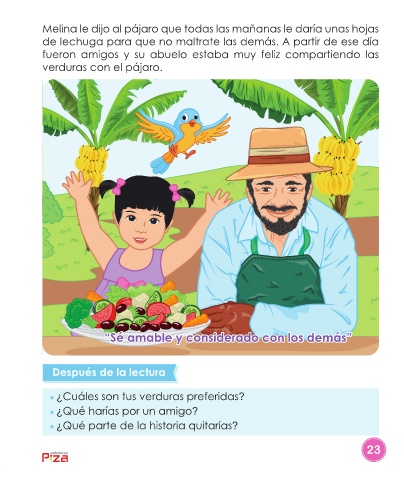 Melina le dijo al pájaro que todas las mañanas le daría unas hojas
de lechuga para que no maltrate las demás. A partir de ese día
fueron amigos y su abuelo estaba muy feliz compartiendo las
verduras con el pájaro.
"Sé amable y considerado con los demás"
Después de la lectura
• ¿Cuáles son tus verduras preferidas?
• ¿Qué harías por un amigo?
• ¿Qué parte de la historia quitarías?
23